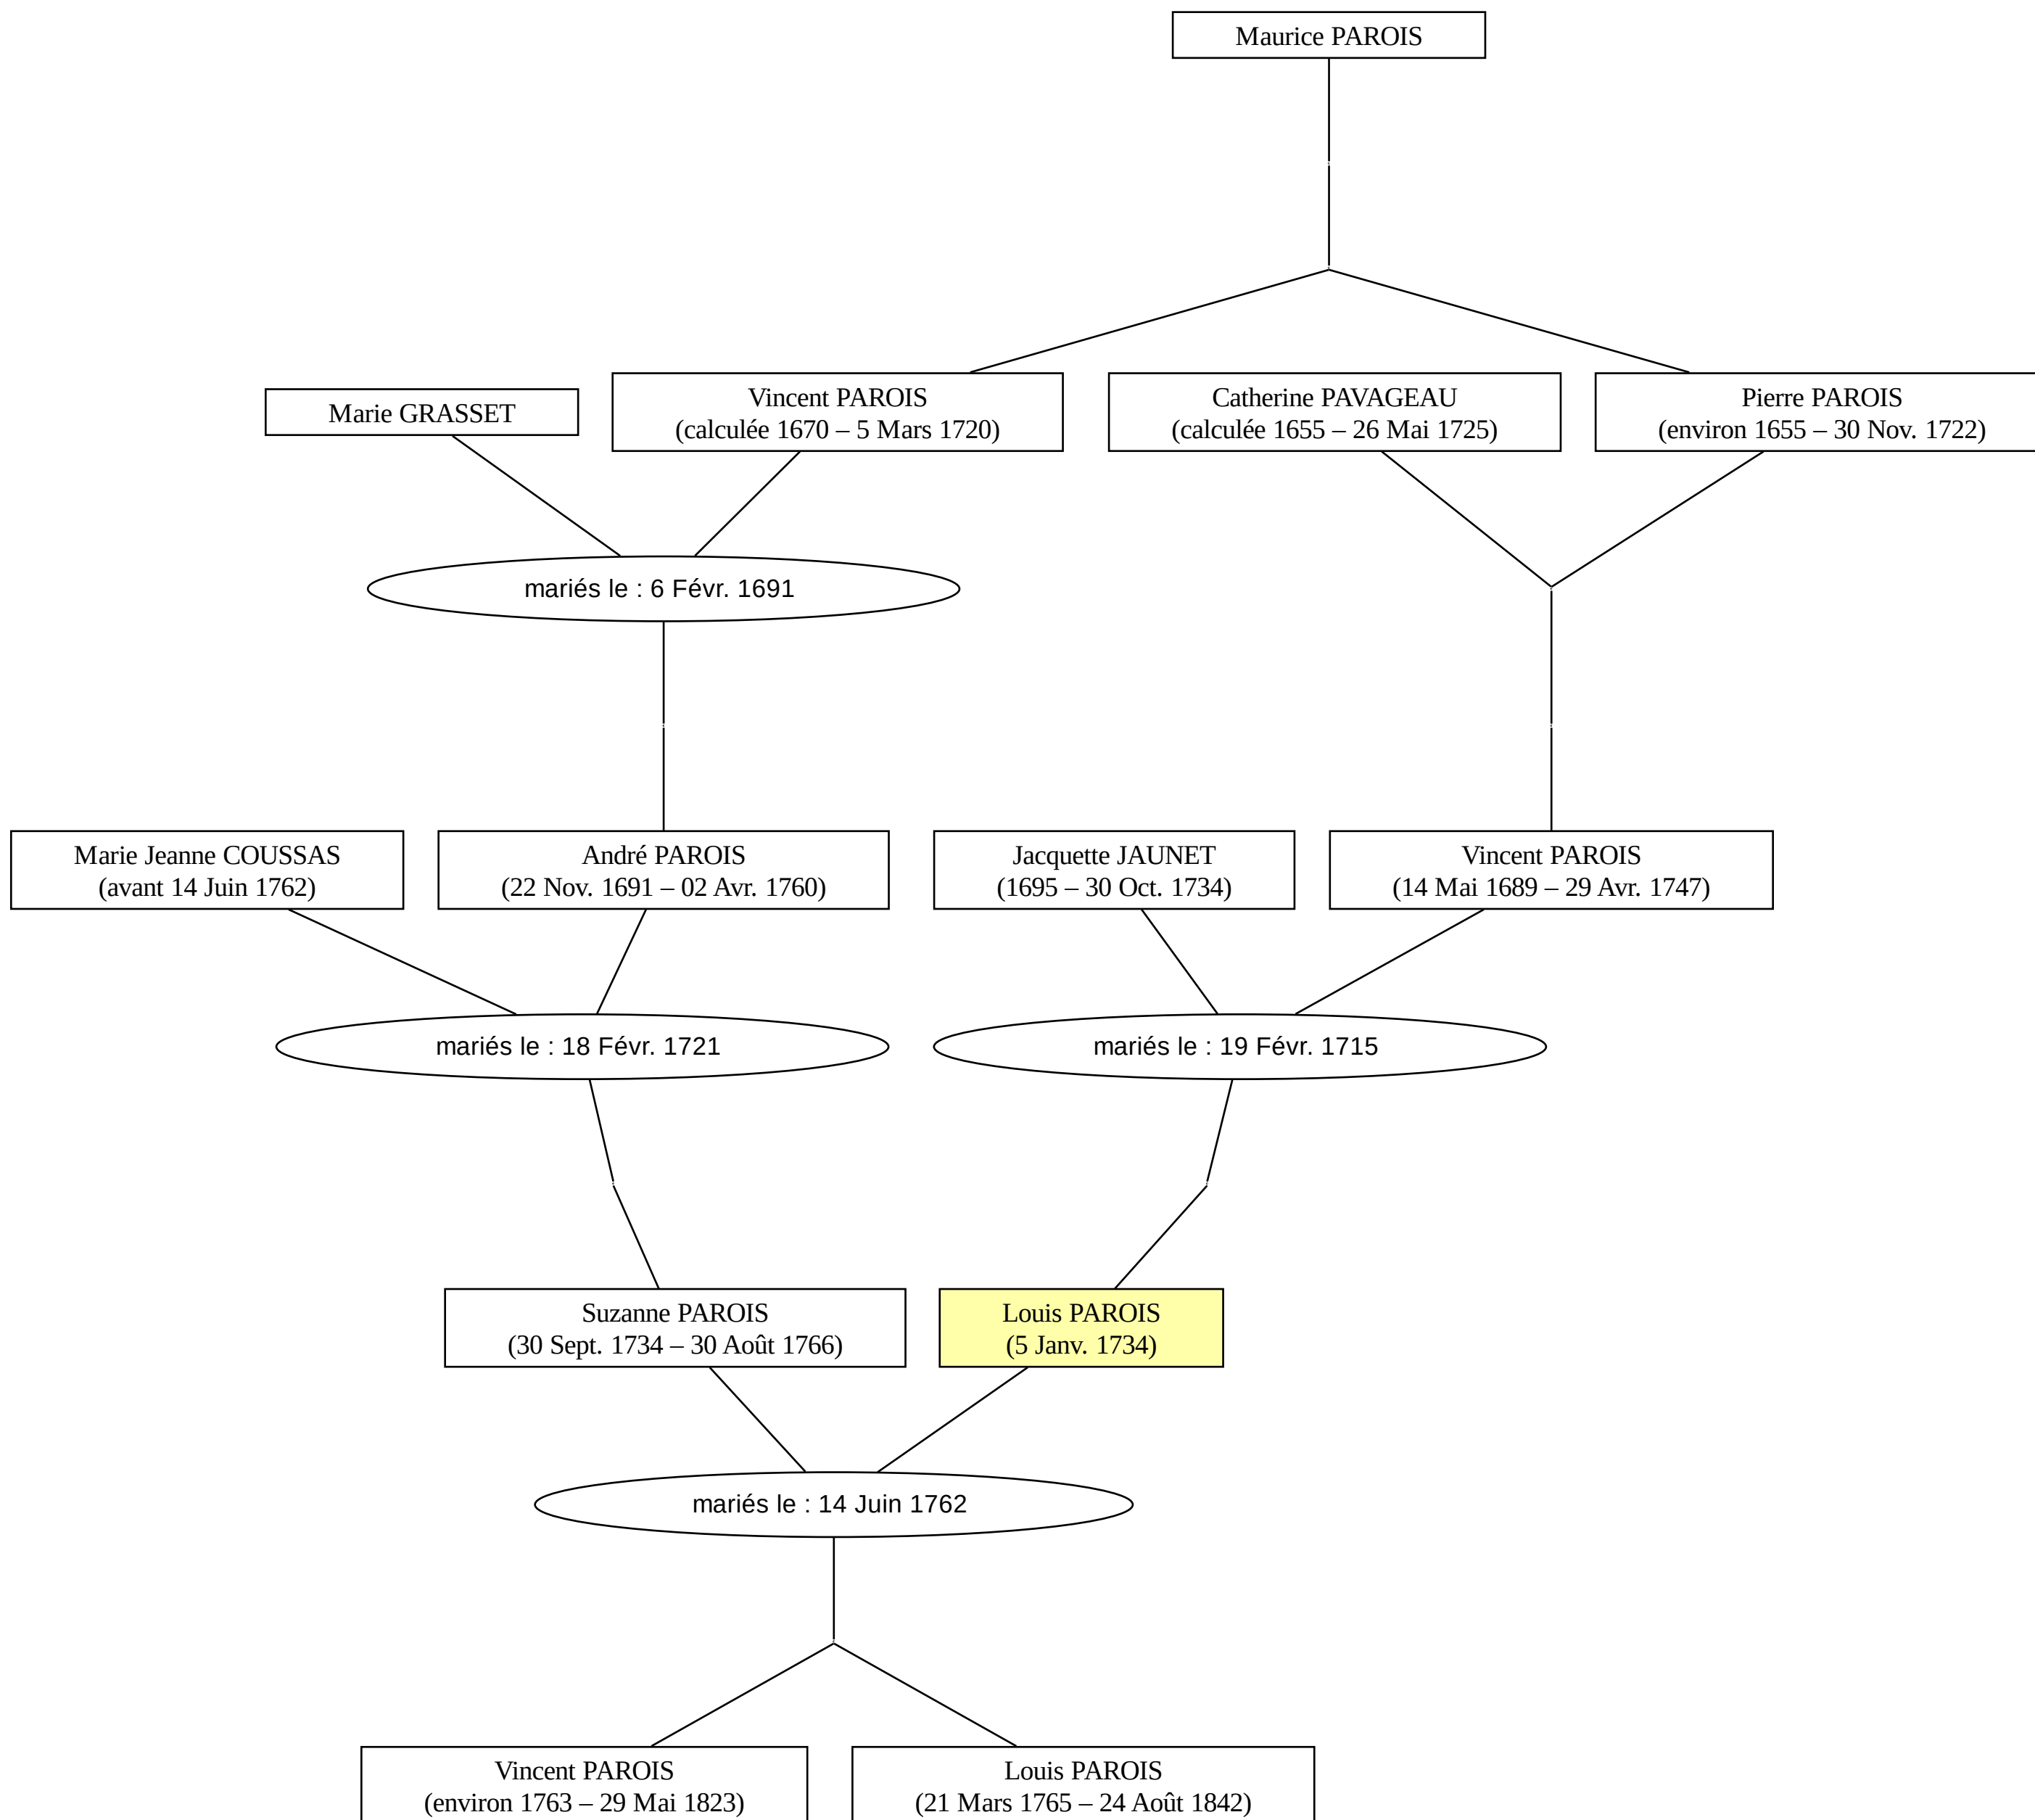 Maurice PAROIS
Marie GRASSET
Vincent PAROIS
(calculée 1670 – 5 Mars 1720)
Catherine PAVAGEAU
(calculée 1655 – 26 Mai 1725)
Pierre PAROIS
(environ 1655 – 30 Nov. 1722)
mariés le : 6 Févr. 1691
Marie Jeanne COUSSAS
(avant 14 Juin 1762)
André PAROIS
(22 Nov. 1691 – 02 Avr. 1760)
Jacquette JAUNET
(1695 – 30 Oct. 1734)
Vincent PAROIS
(14 Mai 1689 – 29 Avr. 1747)
mariés le : 18 Févr. 1721
mariés le : 19 Févr. 1715
Suzanne PAROIS
(30 Sept. 1734 – 30 Août 1766)
Louis PAROIS
(5 Janv. 1734)
mariés le : 14 Juin 1762
Vincent PAROIS
(environ 1763 – 29 Mai 1823)
Louis PAROIS
(21 Mars 1765 – 24 Août 1842)